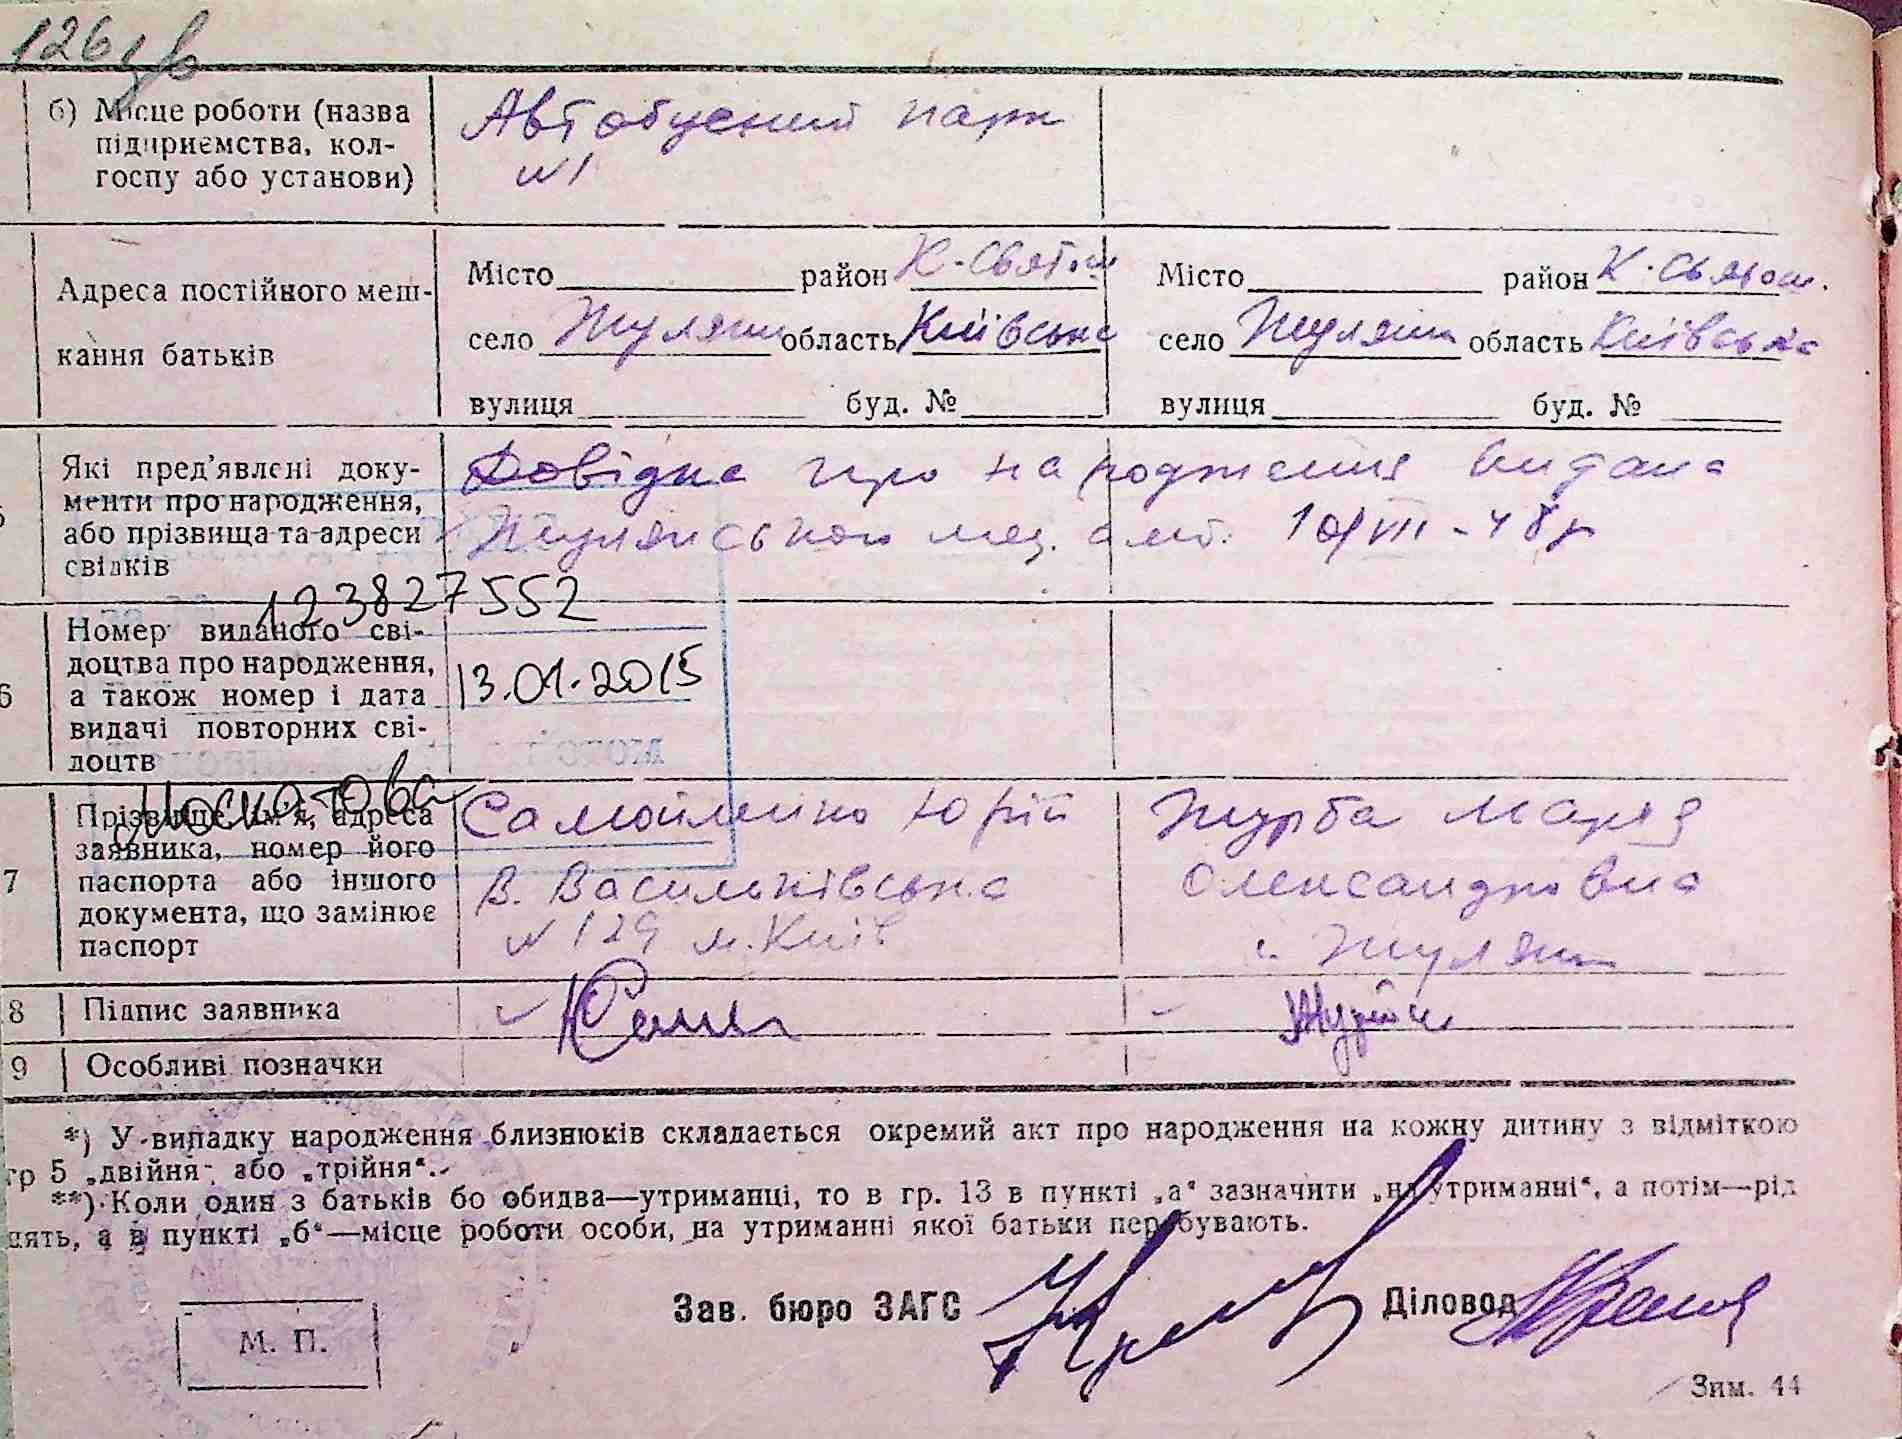 126 зв
б) Місце роботи (назва підприємства, колгоспу або установи)
Автобусний парк
№1
Адреса постійного мешкання батьків
Місто район К-Святош
село Жуляни область Київська
вулиця буд. №
Місто район К-Святош.
село Жуляни область Київська
вулиця буд. №
Які пред'явлені документи про народження, або прізвища та адреси свідків
Довідка про народження видана
Жулянською мед. амб. 10/VII-48р
123827552
6 Номер виданого свідоцтва про народження, а також номер і дата видачі повторних свідоцтв
13.01.2015
7 Прізвище, ім'я, адреса заявника, номер його паспорта або іншого документа, що замінює паспорт
Самойленко Юрій
В. Васильківська
№129 м. Київ
Журба Марія
Олександровна
с. Жуляни
8 Підпис заявника
9 Особливі позначки
*) У випадку народження близнюків складається окремий акт про народження на кожну дитину з відміткою
гр 5 „двійня" або „трійня".
**) Коли один з батьків бо обидва—утриманці, то в гр. 13 в пункті „а" зазначити „на утриманні", а потім—рід
нять, а в пункті „б"—місце роботи особи, на утриманні якої батьки перебувають.
Зав. бюро ЗАГС Діловод
М. П.
Зим. 44